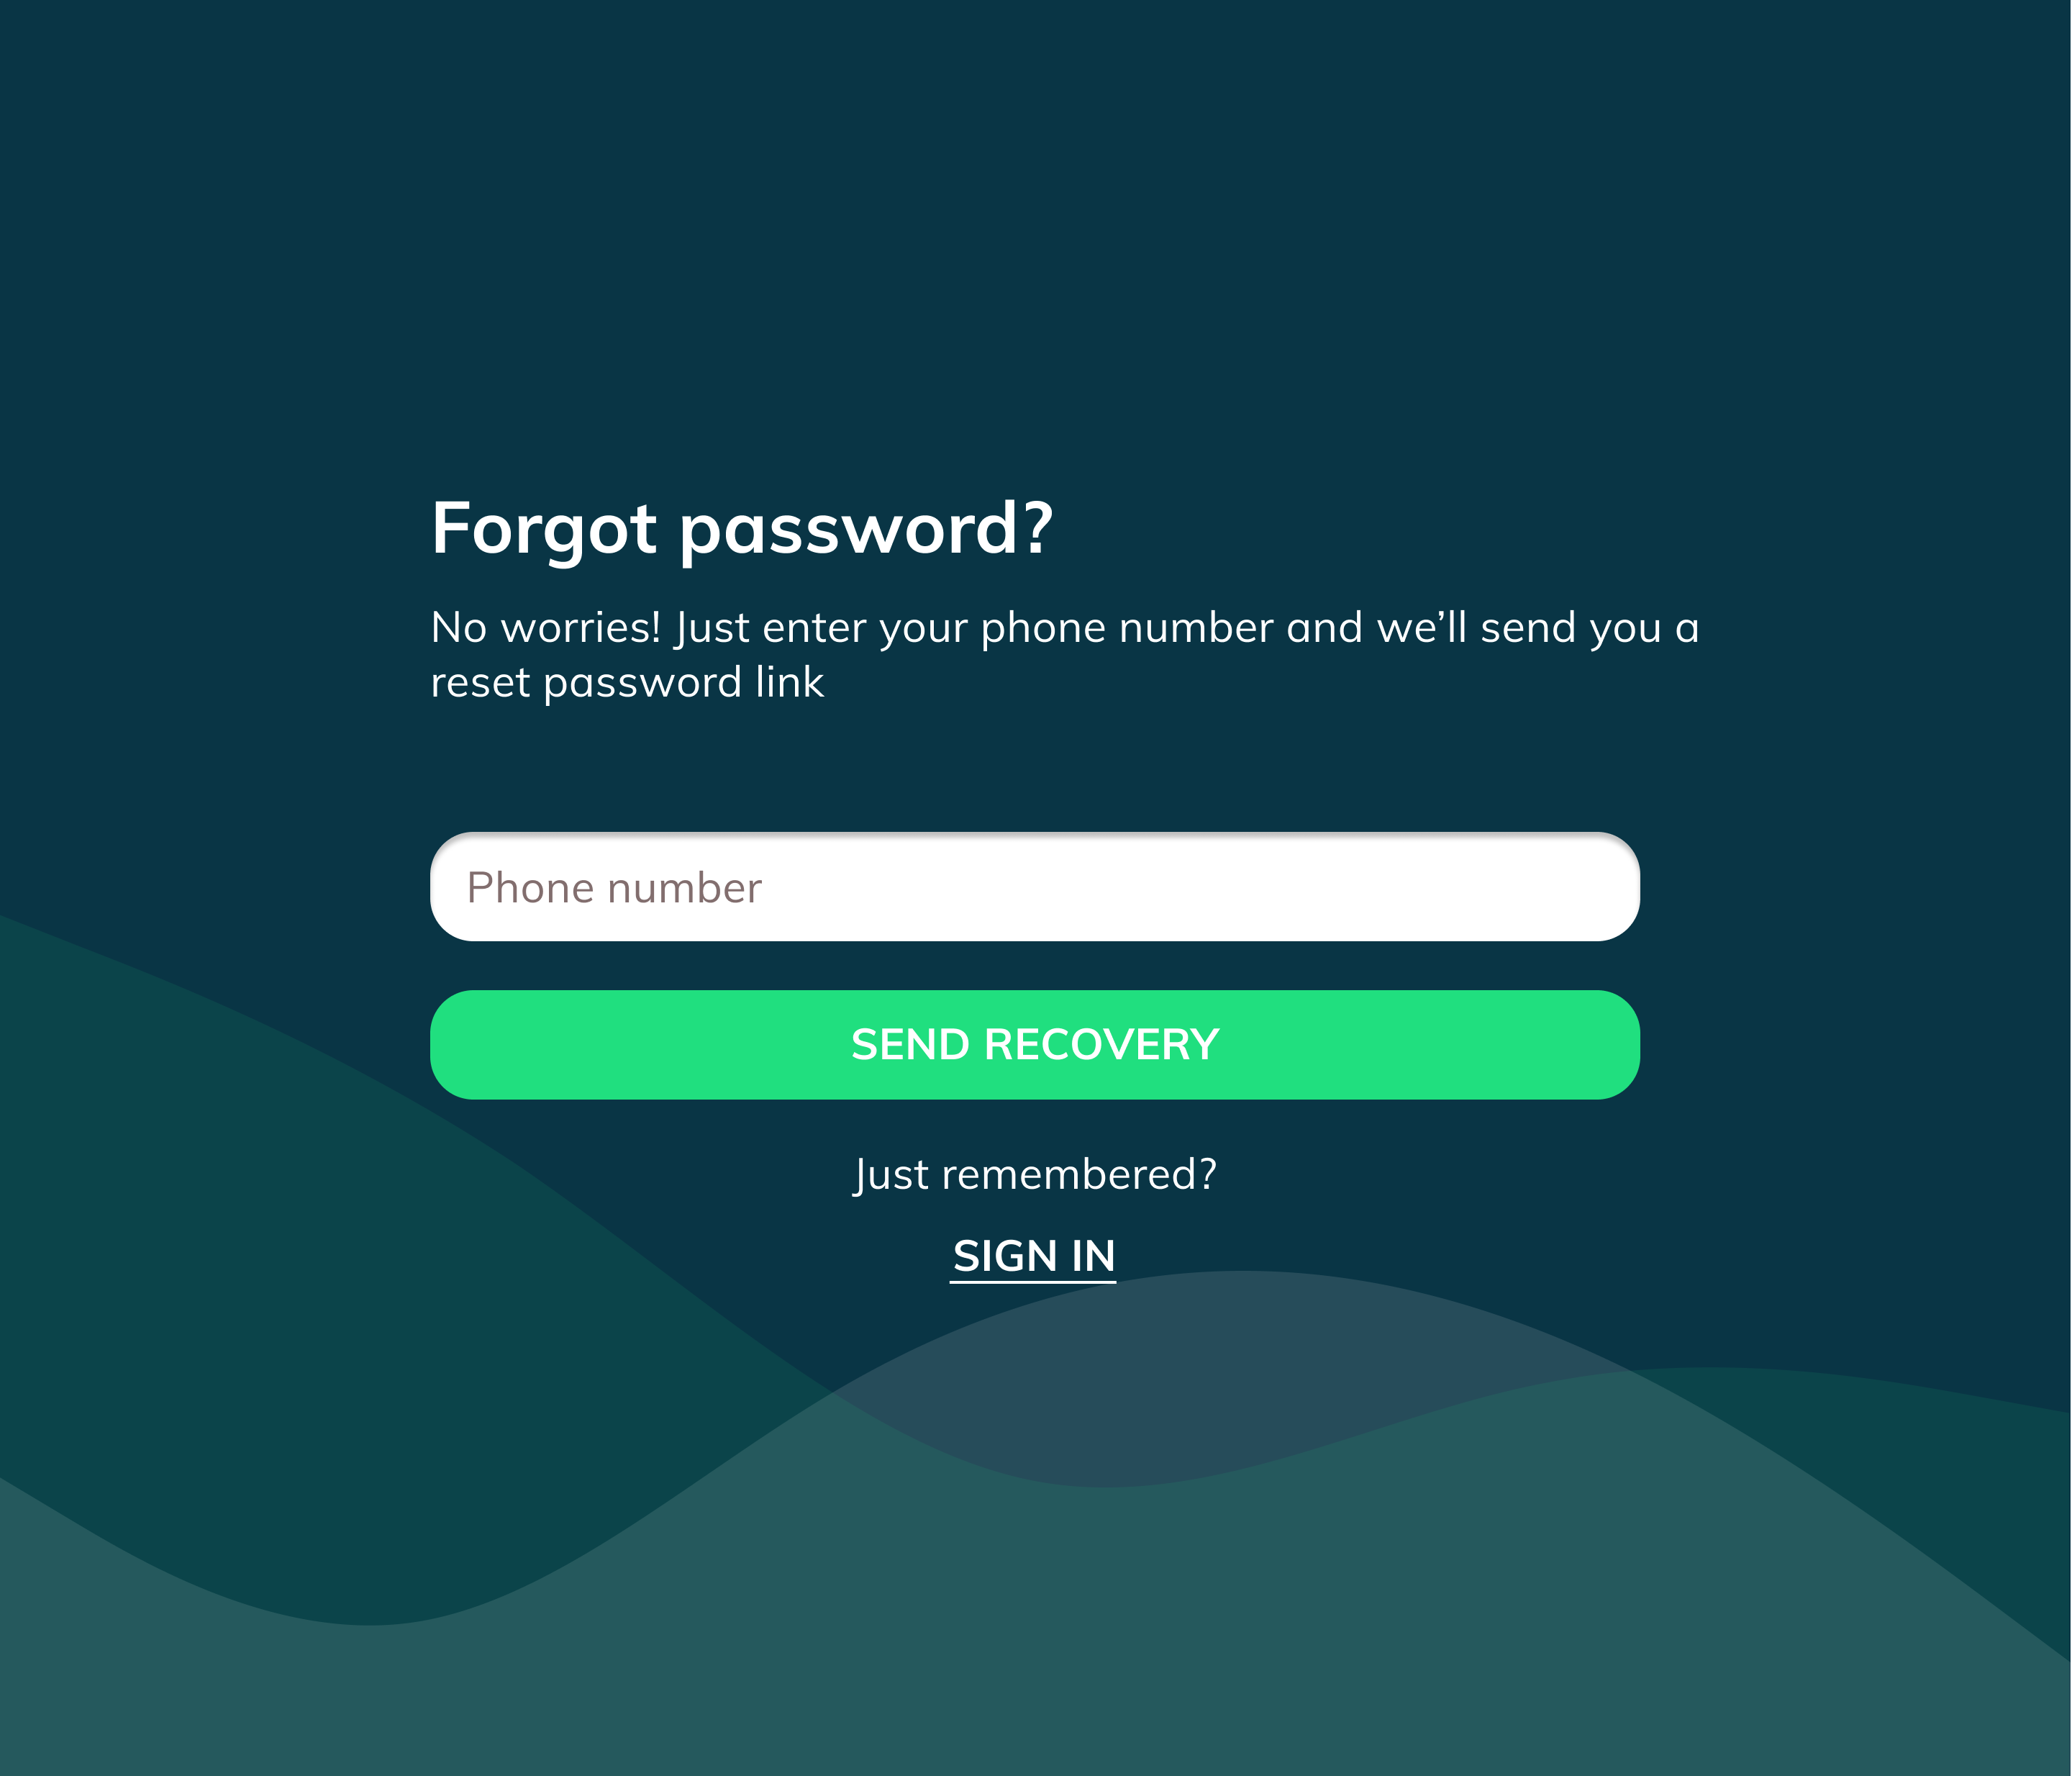 Forgot password?
No worries! Just enter your phone number and we’ll send you a
reset password link
Phone number
SEND RECOVERY
Just remembered?
SIGN IN